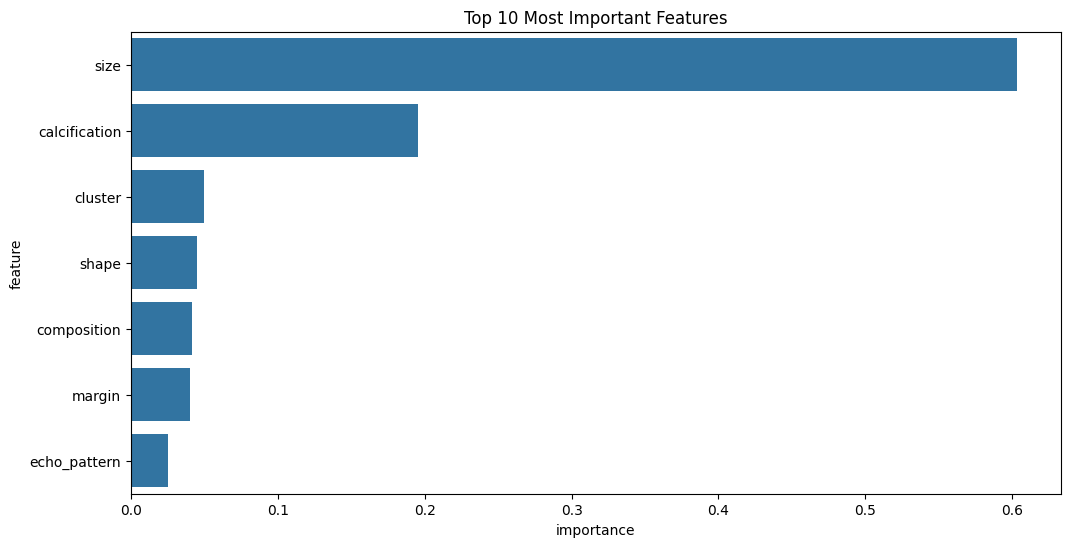 Top 10 Most Important Features
feature
size
calcification
cluster
shape
composition
margin
echo_pattern
0.0 0.1 0.2 0.3 0.4 0.5 0.6
importance